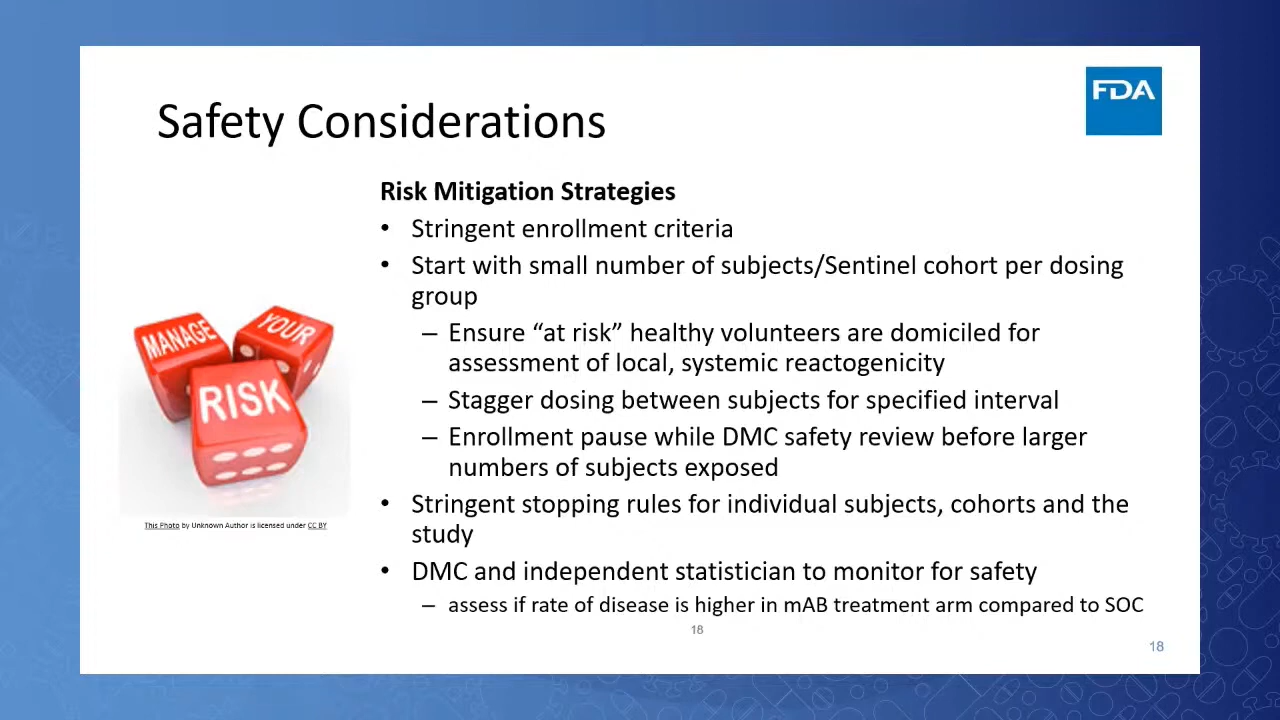 FDA
Safety Considerations
Risk Mitigation Strategies
• Stringent enrollment criteria
• Start with small number of subjects/Sentinel cohort per dosing
group
– Ensure “at risk” healthy volunteers are domiciled for
assessment of local, systemic reactogenicity
– Stagger dosing between subjects for specified interval
– Enrollment pause while DMC safety review before larger
numbers of subjects exposed
• Stringent stopping rules for individual subjects, cohorts and the
study
• DMC and independent statistician to monitor for safety
– assess if rate of disease is higher in mAB treatment arm compared to SOC
MANAGE
YOUR
RISK
This Photo by Unknown Author is licensed under CC BY
18
18